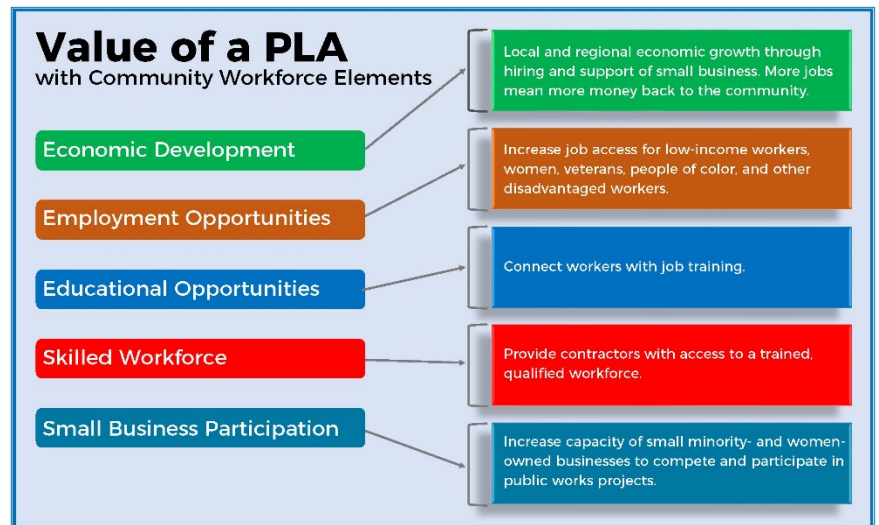 Value of a PLA
with Community Workforce Elements
Economic Development
Local and regional economic growth through
hiring and support of small business. More jobs
mean more money back to the community.
Employment Opportunities
Increase job access for low-income workers,
women, veterans, people of color, and other
disadvantaged workers.
Educational Opportunities
Connect workers with job training.
Skilled Workforce
Provide contractors with access to a trained,
qualified workforce.
Small Business Participation
Increase capacity of small minority- and women-
owned businesses to compete and participate in
public works projects.